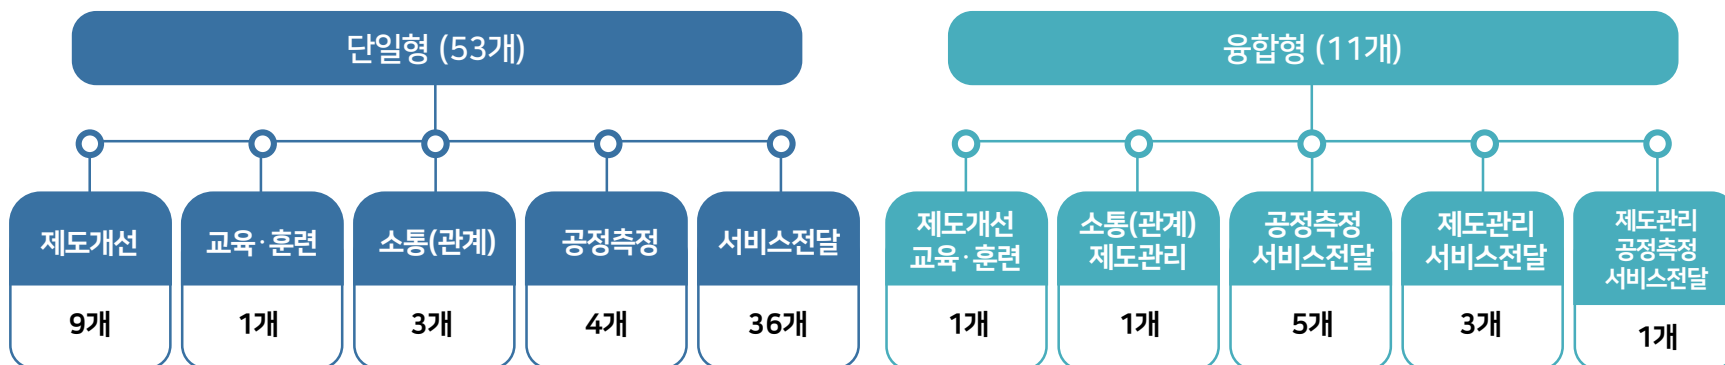 단일형 (53개)
제도개선
9개
교육·훈련
1개
소통(관계)
3개
공정측정
4개
서비스전달
36개
융합형 (11개)
제도개선
교육·훈련
1개
소통(관계)
제도관리
1개
공정측정
서비스전달
5개
제도관리
서비스전달
3개
제도관리
공정측정
서비스전달
1개